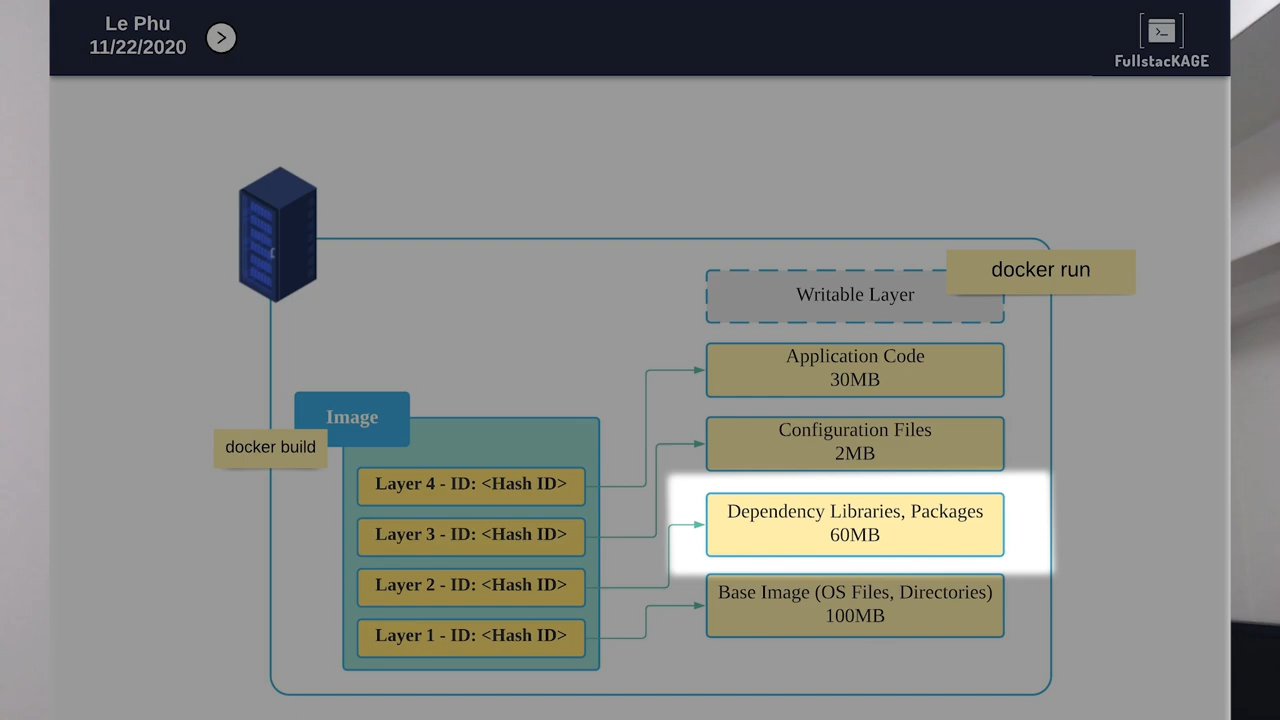 Le Phu
11/22/2020
FullstacKAGE
docker run
Writable Layer
Application Code
30MB
Image
Configuration Files
2MB
docker build
Layer 4 - ID: <Hash ID>
Dependency Libraries, Packages
60MB
Layer 3 - ID: <Hash ID>
Layer 2 - ID: <Hash ID>
Base Image (OS Files, Directories)
100MB
Layer 1 - ID: <Hash ID>